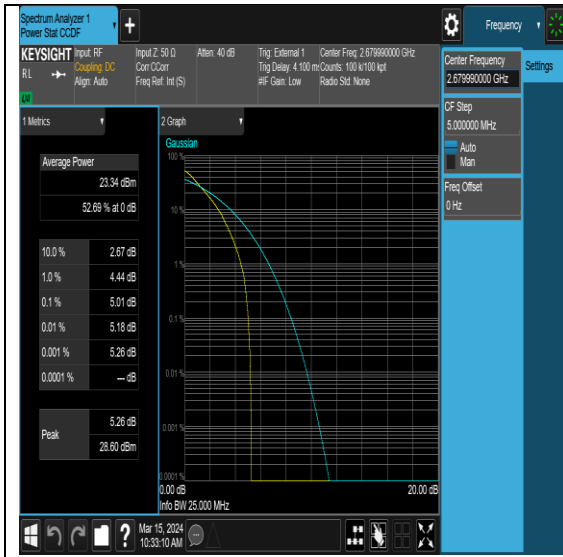 Spectrum Analyzer 1
Power Stat CCDF
+
Frequency
KEYSIGHT
RL
Input: RF
Coupling: DC
Align: Auto
Input Z: 50 Ω
Corr CCorr
Freq Ref: Int (S)
Atten: 40 dB
Trig: External 1
Trig Delay: 4.100 ms
#IF Gain: Low
Center Freq: 2.679990000 GHz
Counts: 100 k/100 kpt
Radio Std: None
1 Metrics
Average Power
23.34 dBm
52.69 % at 0 dB
10.0 % 2.67 dB
1.0 % 4.44 dB
0.1 % 5.01 dB
0.01 % 5.18 dB
0.001 % 5.26 dB
0.0001 % --- dB
Peak
5.26 dB
28.60 dBm
2 Graph
Gaussian
100 %
10 %
1 %
0.1 %
0.01 %
0.001 %
0.0001 %
0.00 dB
20.00 dB
Info BW 25.000 MHz
Center Frequency
2.679990000 GHz
CF Step
5.000000 MHz
Auto
Man
Freq Offset
0 Hz
Settings
?
Mar 15, 2024
10:33:10 AM